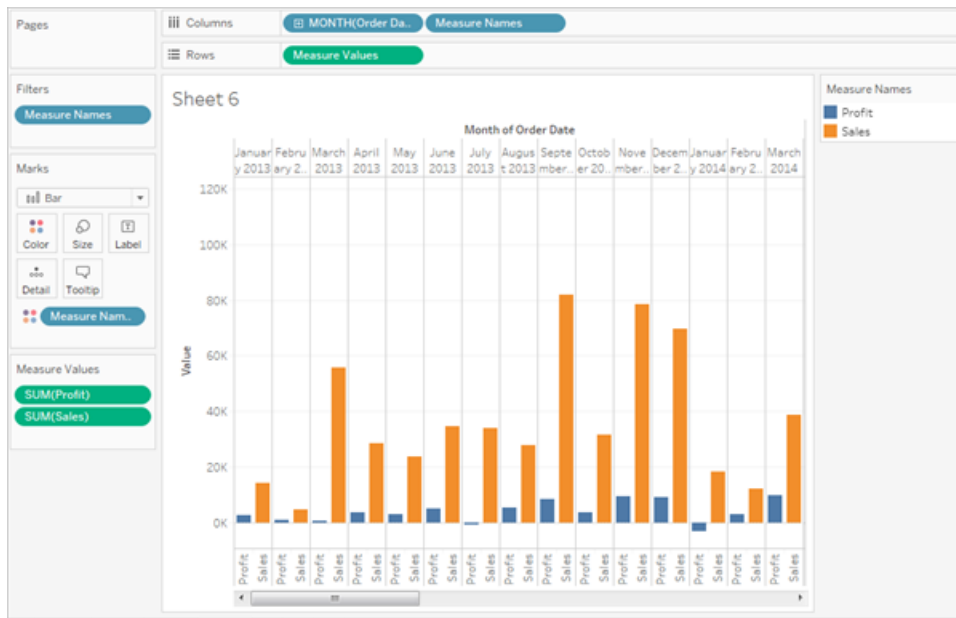 Pages
Columns
MONTH(Order Da..
Measure Names
Rows
Measure Values
Filters
Measure Names
Marks
Bar
Color
Size
Label
Detail
Tooltip
Measure Nam..
Measure Values
SUM(Profit)
SUM(Sales)
Sheet 6
Month of Order Date
Januar
y 2013
Febru
ary 2..
March
2013
April
2013
May
2013
June
2013
July
2013
Augus
t 2013
Septe
mber..
Octob
er 20..
Nove
mber..
Decem
ber 2..
Januar
y 2014
Febru
ary 2..
March
2014
Value
120K
100K
80K
60K
40K
20K
0K
Profit
Sales
Profit
Sales
Profit
Sales
Profit
Sales
Profit
Sales
Profit
Sales
Profit
Sales
Profit
Sales
Profit
Sales
Profit
Sales
Profit
Sales
Profit
Sales
Profit
Sales
Profit
Sales
Profit
Sales
Measure Names
Profit
Sales